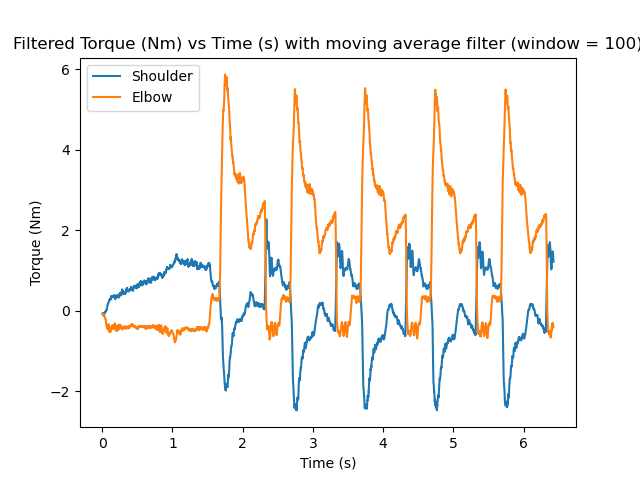 Filtered Torque (Nm) vs Time (s) with moving average filter (window = 100)
Shoulder
Elbow
6
4
2
0
−2
Torque (Nm)
0 1 2 3 4 5 6
Time (s)